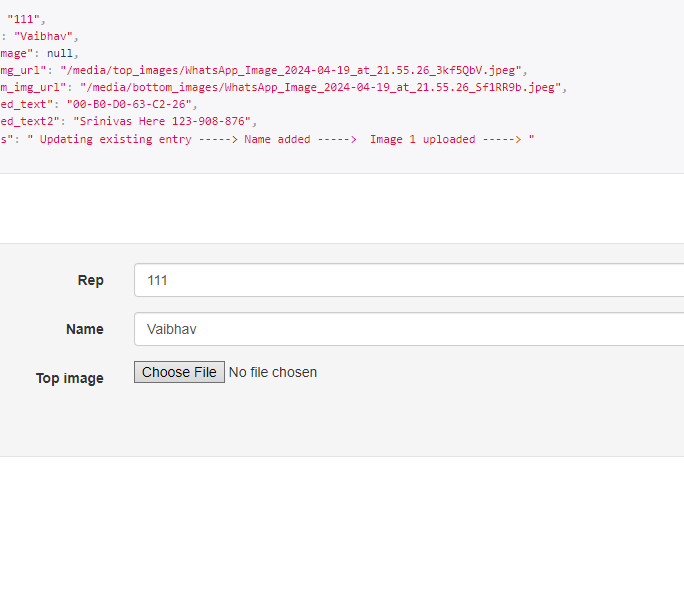 "111",
: "Vaibhav",
mage": null,
mg_url": "/media/top_images/WhatsApp_Image_2024-04-19_at_21.55.26_3kf5QbV.jpeg",
m_img_url": "/media/bottom_images/WhatsApp_Image_2024-04-19_at_21.55.26_Sf1RR9b.jpeg",
ed_text": "00-B0-D0-63-C2-26",
ed_text2": "Srinivas Here 123-908-876",
s": " Updating existing entry -----> Name added ----->  Image 1 uploaded -----> "
Rep 111
Name Vaibhav
Top image Choose File No file chosen